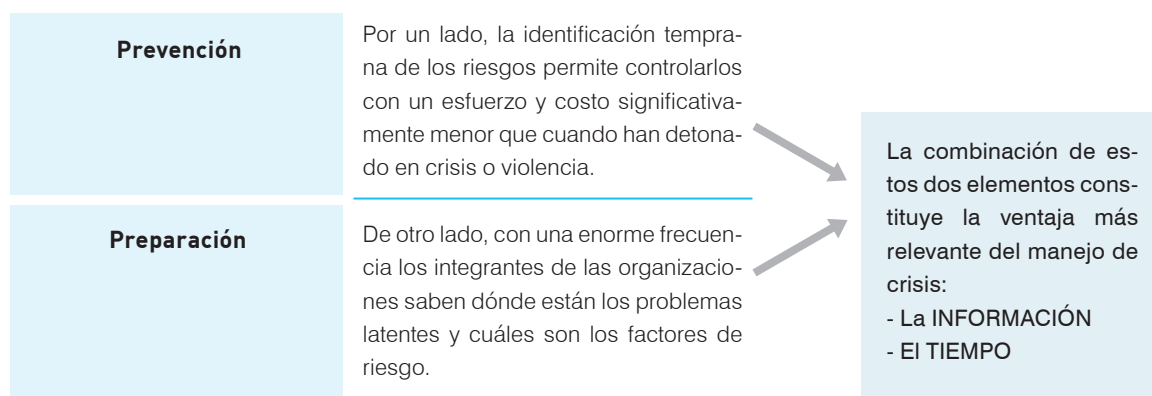 Prevención
Por un lado, la identificación tempra-
na de los riesgos permite controlarlos
con un esfuerzo y costo significativa-
mente menor que cuando han detona-
do en crisis o violencia.
Preparación
De otro lado, con una enorme frecuen-
cia los integrantes de las organizacio-
nes saben dónde están los problemas
latentes y cuáles son los factores de
riesgo.
La combinación de es-
tos dos elementos cons-
tituye la ventaja más
relevante del manejo de
crisis:
- La INFORMACIÓN
- El TIEMPO